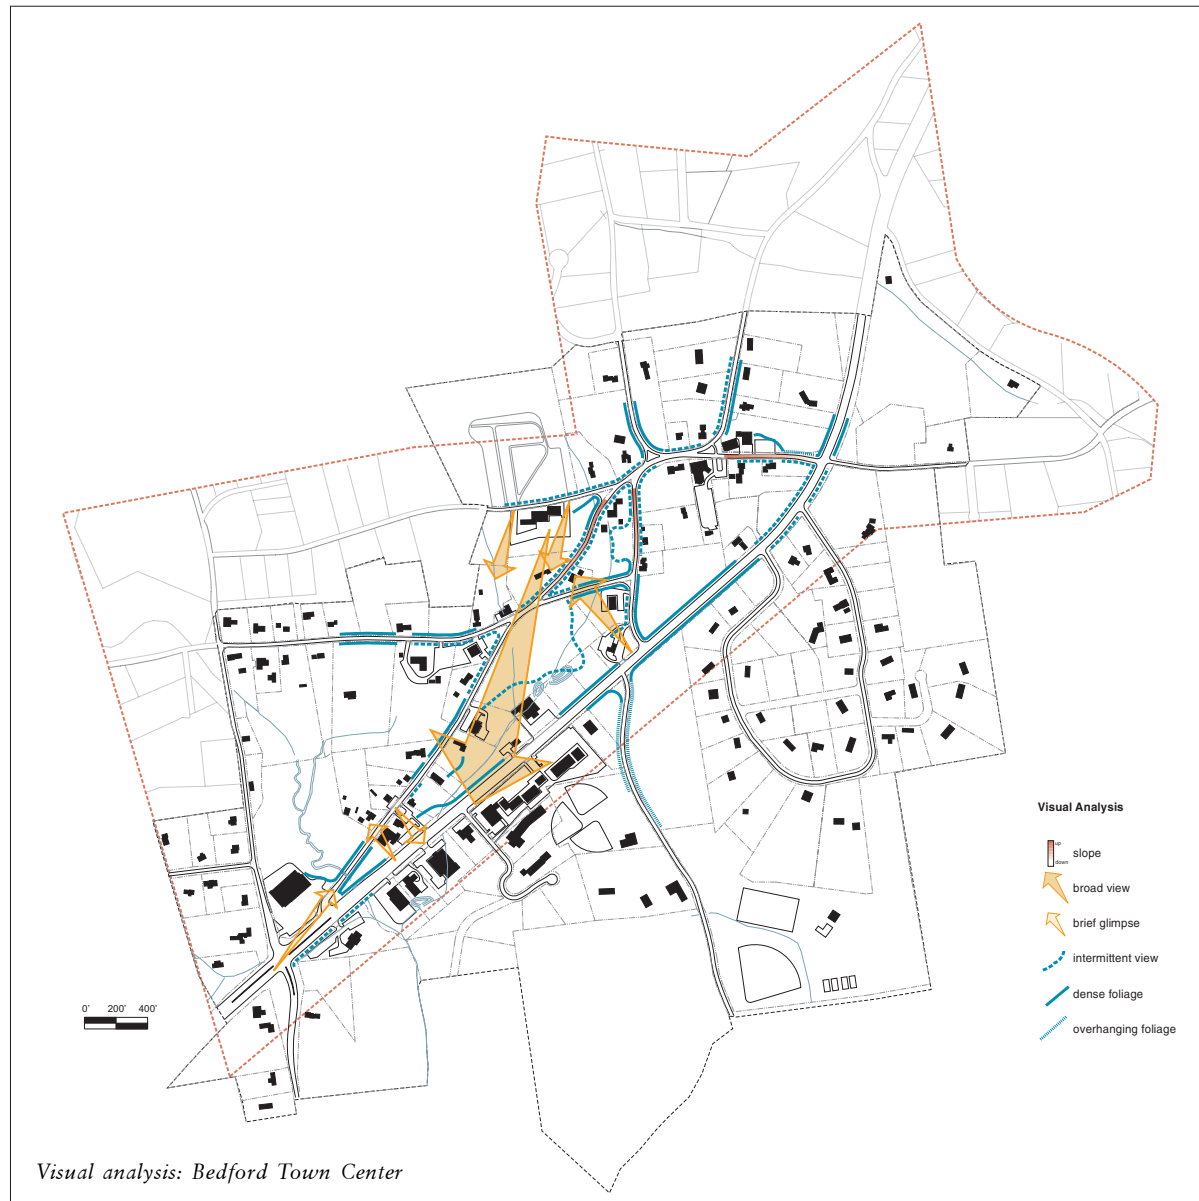 Visual Analysis
up
down
slope
broad view
brief glimpse
intermittent view
dense foliage
overhanging foliage
0' 200' 400'
Visual analysis: Bedford Town Center